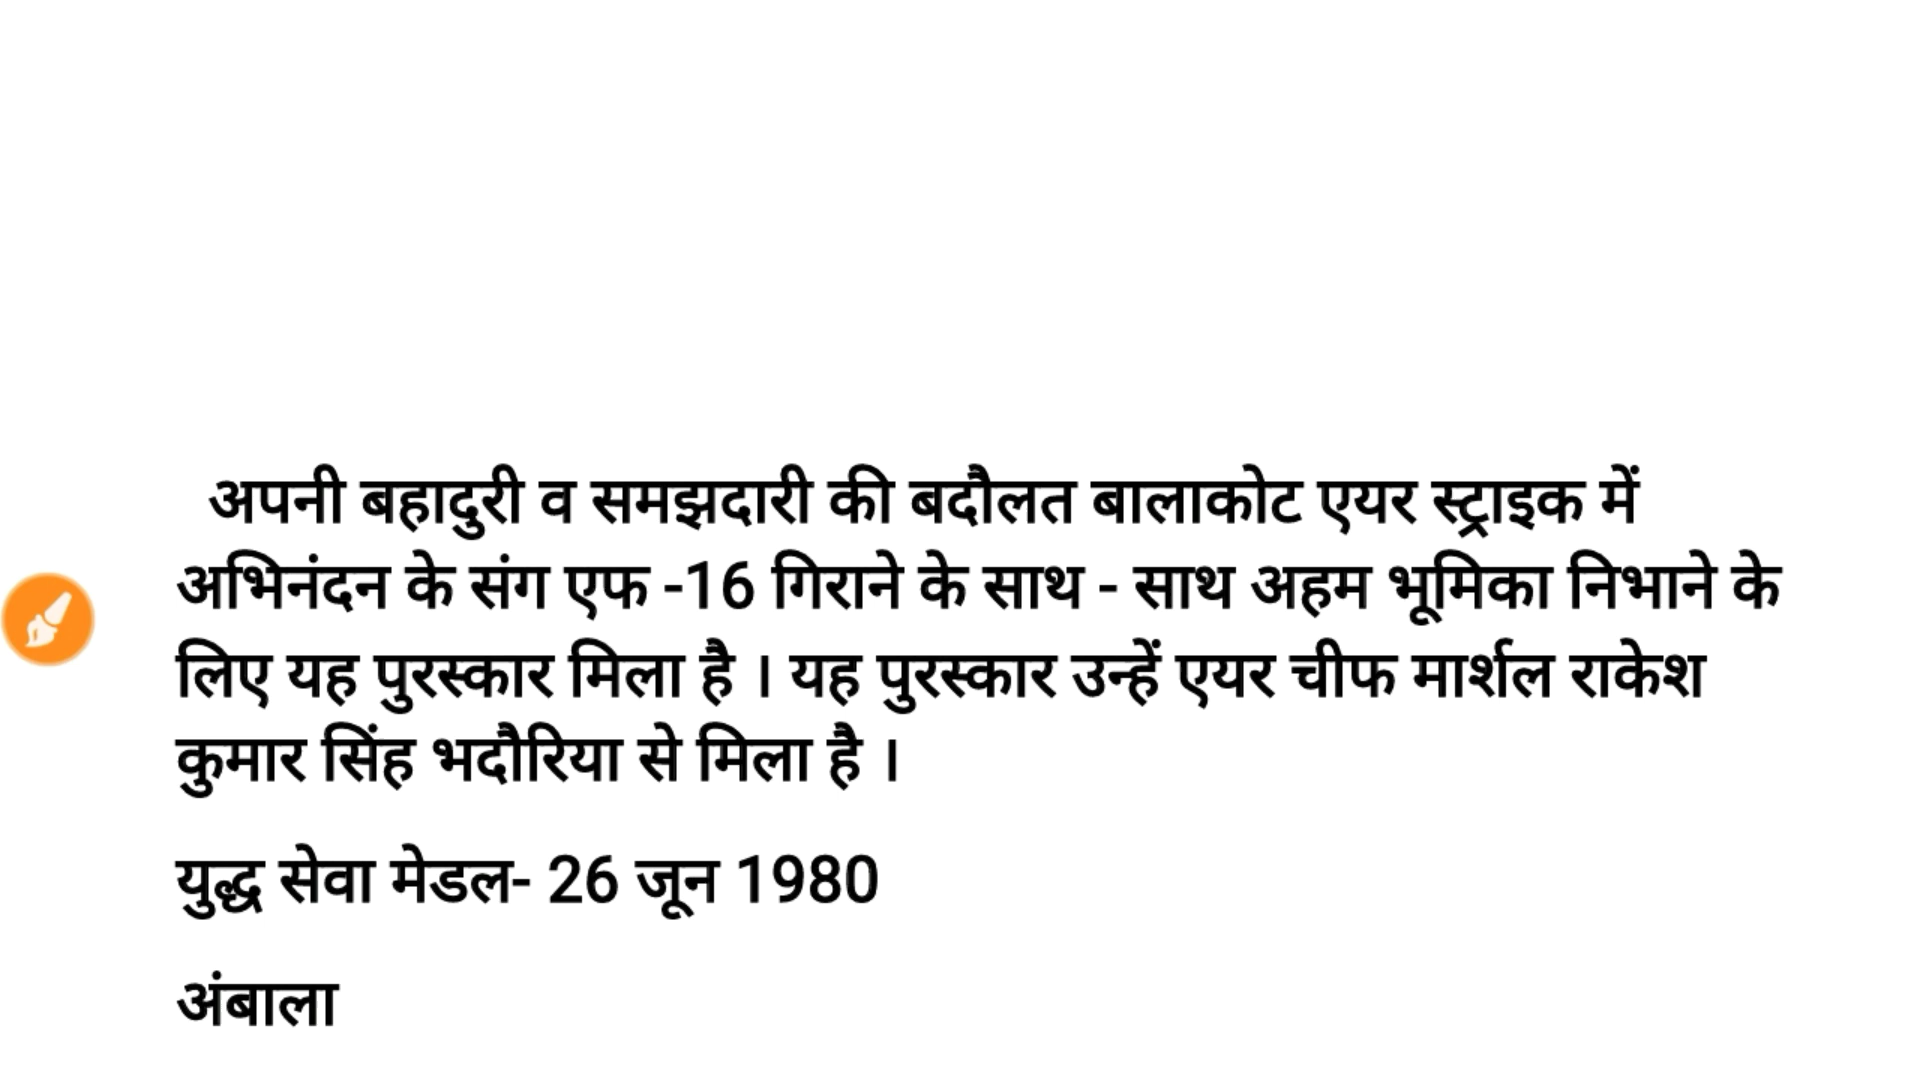 अपनी बहादुरी व समझदारी की बदौलत बालाकोट एयर स्ट्राइक में
अभिनंदन के संग एफ -16 गिराने के साथ - साथ अहम भूमिका निभाने के
लिए यह पुरस्कार मिला है । यह पुरस्कार उन्हें एयर चीफ मार्शल राकेश
कुमार सिंह भदौरिया से मिला है ।
युद्ध सेवा मेडल- 26 जून 1980
अंबाला